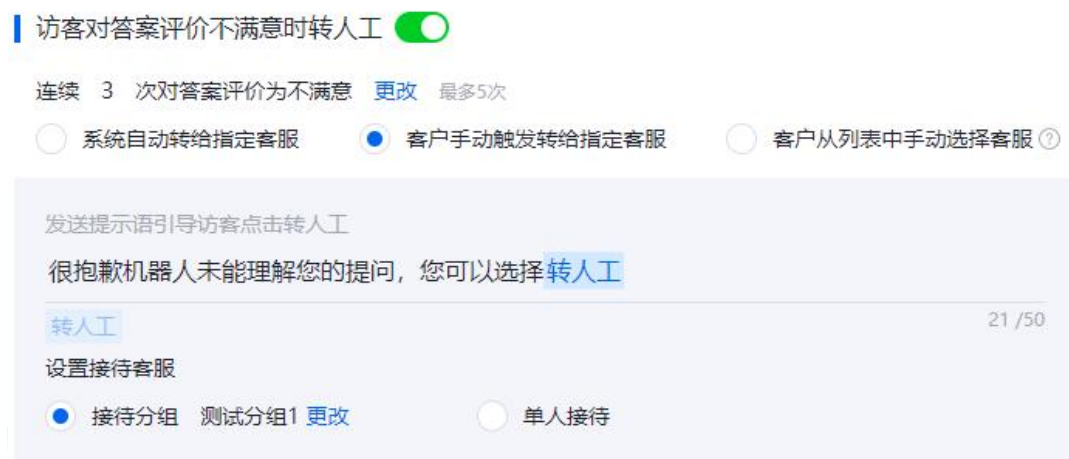 访客对答案评价不满意时转人工
连续 3 次对答案评价为不满意 更改 最多5次
系统自动转给指定客服 客户手动触发转给指定客服 客户从列表中手动选择客服 ?
发送提示语引导访客点击转人工
很抱歉机器人未能理解您的提问，您可以选择转人工
转人工 21 /50
设置接待客服
接待分组 测试分组1 更改 单人接待